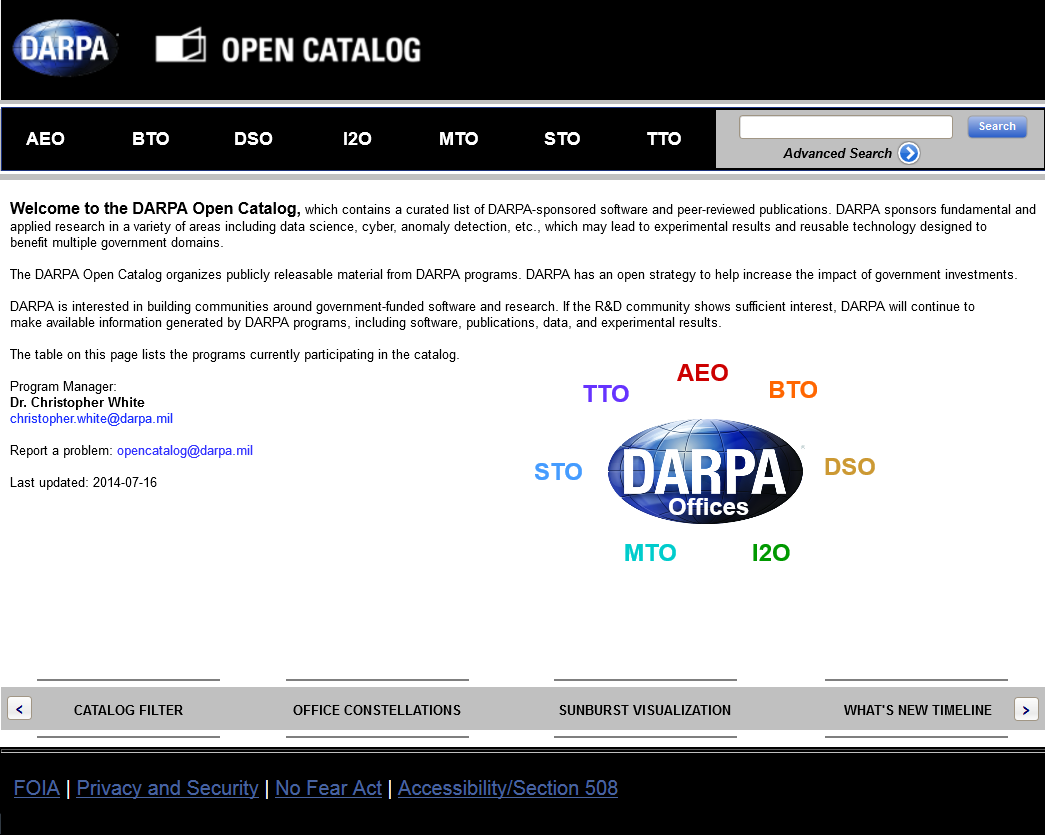 DARPA OPEN CATALOG
AEO BTO DSO I2O MTO STO TTO Search
Advanced Search
Welcome to the DARPA Open Catalog, which contains a curated list of DARPA-sponsored software and peer-reviewed publications. DARPA sponsors fundamental and
applied research in a variety of areas including data science, cyber, anomaly detection, etc., which may lead to experimental results and reusable technology designed to
benefit multiple government domains.
The DARPA Open Catalog organizes publicly releasable material from DARPA programs. DARPA has an open strategy to help increase the impact of government investments.
DARPA is interested in building communities around government-funded software and research. If the R&D community shows sufficient interest, DARPA will continue to
make available information generated by DARPA programs, including software, publications, data, and experimental results.
The table on this page lists the programs currently participating in the catalog.
Program Manager:
Dr. Christopher White
christopher.white@darpa.mil
Report a problem: opencatalog@darpa.mil
Last updated: 2014-07-16
AEO
TTO BTO
STO DARPA DSO
Offices
MTO I2O
< CATALOG FILTER OFFICE CONSTELLATIONS SUNBURST VISUALIZATION WHAT'S NEW TIMELINE >
FOIA | Privacy and Security | No Fear Act | Accessibility/Section 508